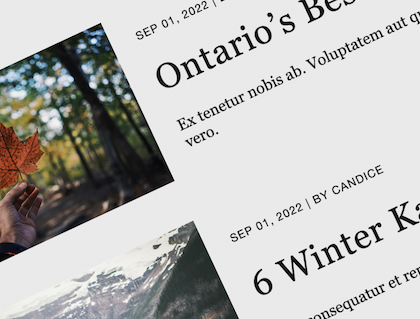 SEP 01, 2022 |
Ontario's Bes
Ex tenetur nobis ab. Voluptatem aut q
vero.
SEP 01, 2022 | BY CANDICE
6 Winter Ka
onsequatur et re